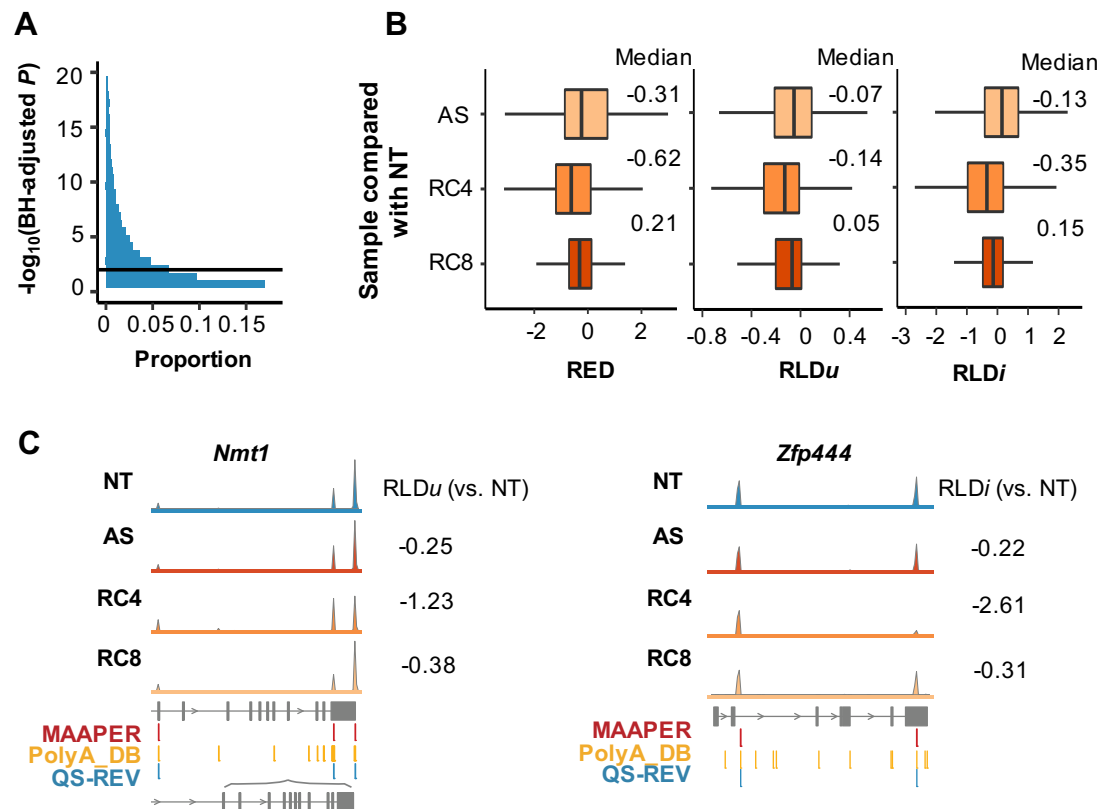 A
-log10(BH-adjusted P)
20
15
10
5
0
0 0.05 0.1 0.15
Proportion
B
Sample compared
with NT
Median Median Median
AS -0.31 -0.07 -0.13
RC4 -0.62 -0.14 -0.35
RC8 0.21 0.05 0.15
-2 0 2 -0.8 -0.4 0 0.4 -3 -2 -1 0 1 2
RED RLDu RLDi
C
Nmt1
NT RLDu (vs. NT)
AS -0.25
RC4 -1.23
RC8 -0.38
MAAPER
PolyA_DB
QS-REV
Zfp444
NT RLDi (vs. NT)
AS -0.22
RC4 -2.61
RC8 -0.31
MAAPER
PolyA_DB
QS-REV